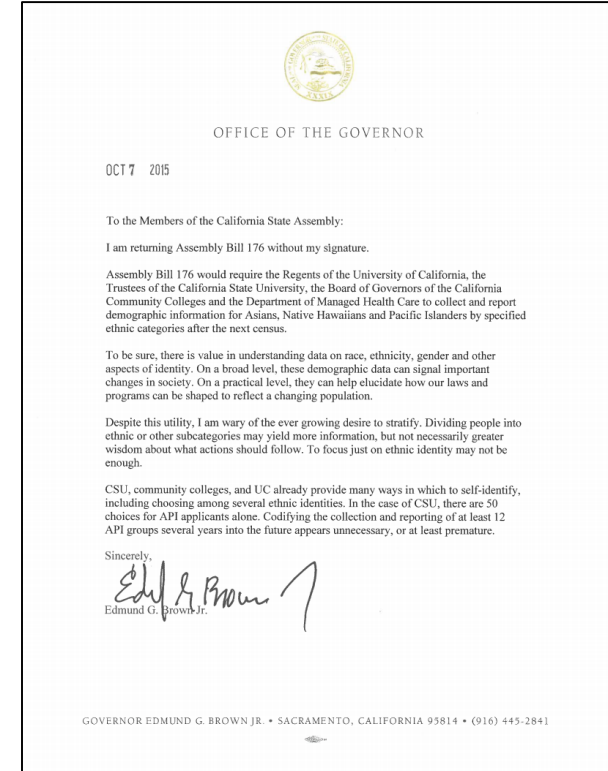 OFFICE OF THE GOVERNOR
OCT 7 2015
To the Members of the California State Assembly:
I am returning Assembly Bill 176 without my signature.
Assembly Bill 176 would require the Regents of the University of California, the
Trustees of the California State University, the Board of Governors of the California
Community Colleges and the Department of Managed Health Care to collect and report
demographic information for Asians, Native Hawaiians and Pacific Islanders by specified
ethnic categories after the next census.
To be sure, there is value in understanding data on race, ethnicity, gender and other
aspects of identity. On a broad level, these demographic data can signal important
changes in society. On a practical level, they can help elucidate how our laws and
programs can be shaped to reflect a changing population.
Despite this utility, I am wary of the ever growing desire to stratify. Dividing people into
ethnic or other subcategories may yield more information, but not necessarily greater
wisdom about what actions should follow. To focus just on ethnic identity may not be
enough.
CSU, community colleges, and UC already provide many ways in which to self-identify,
including choosing among several ethnic identities. In the case of CSU, there are 50
choices for API applicants alone. Codifying the collection and reporting of at least 12
API groups several years into the future appears unnecessary, or at least premature.
Sincerely,
Edmund G. Brown Jr.
GOVERNOR EDMUND G. BROWN JR. • SACRAMENTO, CALIFORNIA 95814 • (916) 445-2841